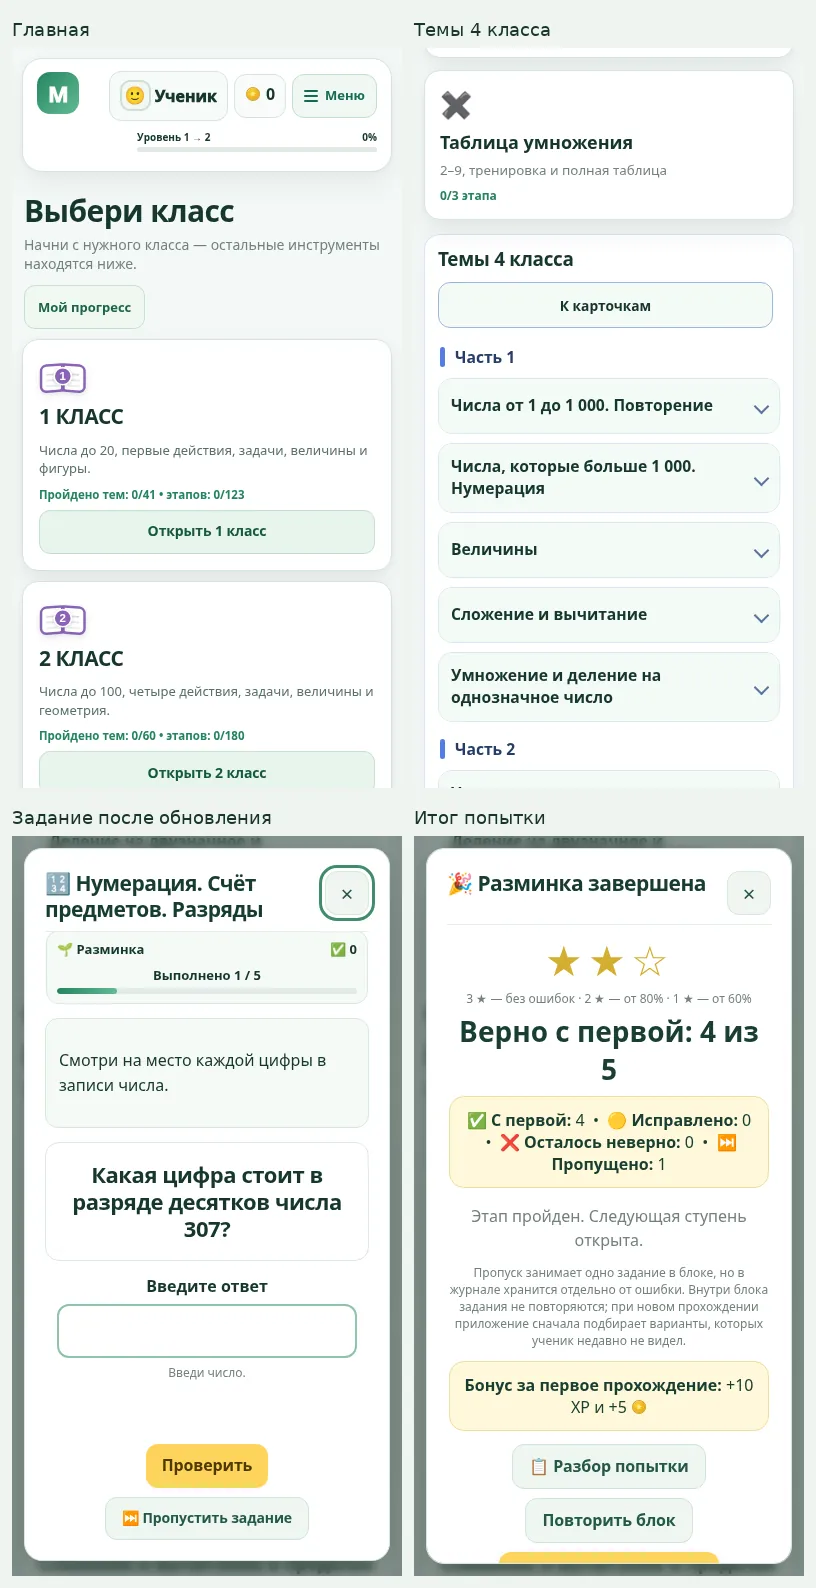 Главная
M
🙂 Ученик
0
☰ Меню
Уровень 1 → 2
0%
Выбери класс
Начни с нужного класса — остальные инструменты
находятся ниже.
Мой прогресс
1
1 КЛАСС
Числа до 20, первые действия, задачи, величины и
фигуры.
Пройдено тем: 0/41 • этапов: 0/123
Открыть 1 класс
2
2 КЛАСС
Числа до 100, четыре действия, задачи, величины и
геометрия.
Пройдено тем: 0/60 • этапов: 0/180
Открыть 2 класс
Темы 4 класса
Таблица умножения
2–9, тренировка и полная таблица
0/3 этапа
Темы 4 класса
К карточкам
Часть 1
Числа от 1 до 1 000. Повторение
Числа, которые больше 1 000.
Нумерация
Величины
Сложение и вычитание
Умножение и деление на
однозначное число
Часть 2
Задание после обновления
🔢 Нумерация. Счёт
предметов. Разряды
×
🌱 Разминка
✅ 0
Выполнено 1 / 5
Смотри на место каждой цифры в
записи числа.
Какая цифра стоит в
разряде десятков числа
307?
Введите ответ
Введи число.
Проверить
⏭ Пропустить задание
Итог попытки
🎉 Разминка завершена
×
★ ★ ☆
3 ★ — без ошибок · 2 ★ — от 80% · 1 ★ — от 60%
Верно с первой: 4 из
5
✅ С первой: 4 • 🟡 Исправлено: 0
• ❌ Осталось неверно: 0 • ⏭
Пропущено: 1
Этап пройден. Следующая ступень
открыта.
Пропуск занимает одно задание в блоке, но в
журнале хранится отдельно от ошибки. Внутри блока
задания не повторяются; при новом прохождении
приложение сначала подбирает варианты, которых
ученик недавно не видел.
Бонус за первое прохождение: +10
XP и +5
📋 Разбор попытки
Повторить блок